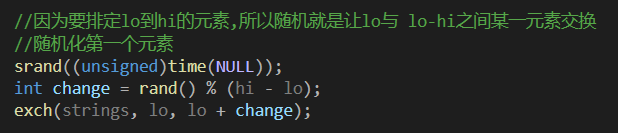 //因为要排定lo到hi的元素,所以随机就是让lo与 lo-hi之间某一元素交换
//随机化第一个元素
srand((unsigned)time(NULL));
int change = rand() % (hi - lo);
exch(strings, lo, lo + change);